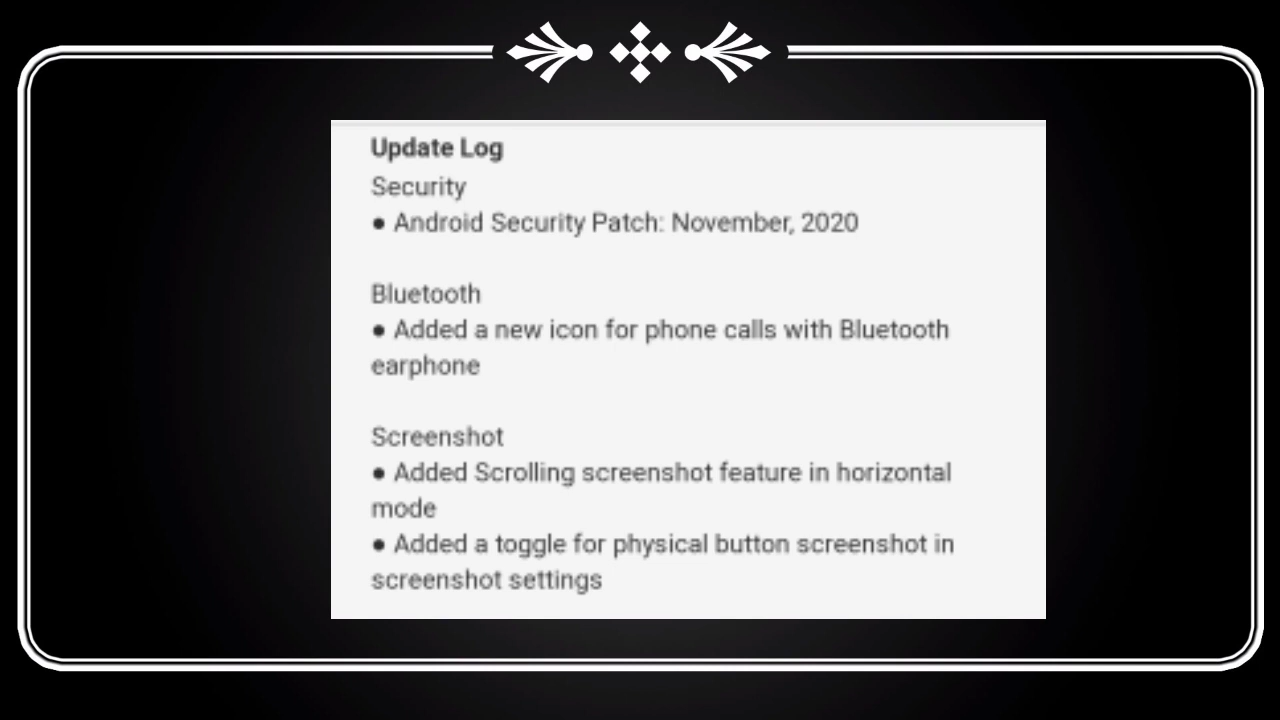 Update Log
Security
● Android Security Patch: November, 2020
Bluetooth
● Added a new icon for phone calls with Bluetooth
earphone
Screenshot
● Added Scrolling screenshot feature in horizontal
mode
● Added a toggle for physical button screenshot in
screenshot settings